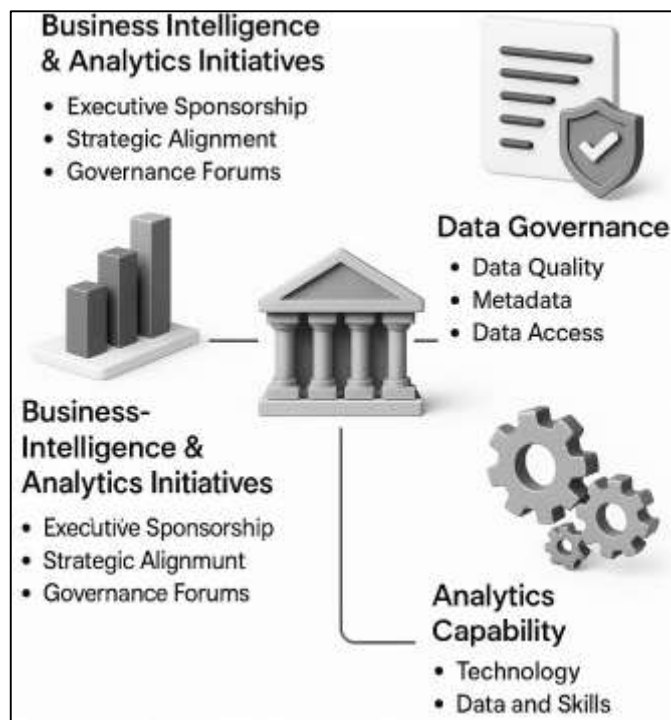 Business Intelligence
& Analytics Initiatives
• Executive Sponsorship
• Strategic Alignment
• Governance Forums
Data Governance
• Data Quality
• Metadata
• Data Access
Business-
Intelligence &
Analytics Initiatives
• Executive Sponsorship
• Strategic Alignmunt
• Governance Forums
Analytics
Capability
• Technology
• Data and Skills